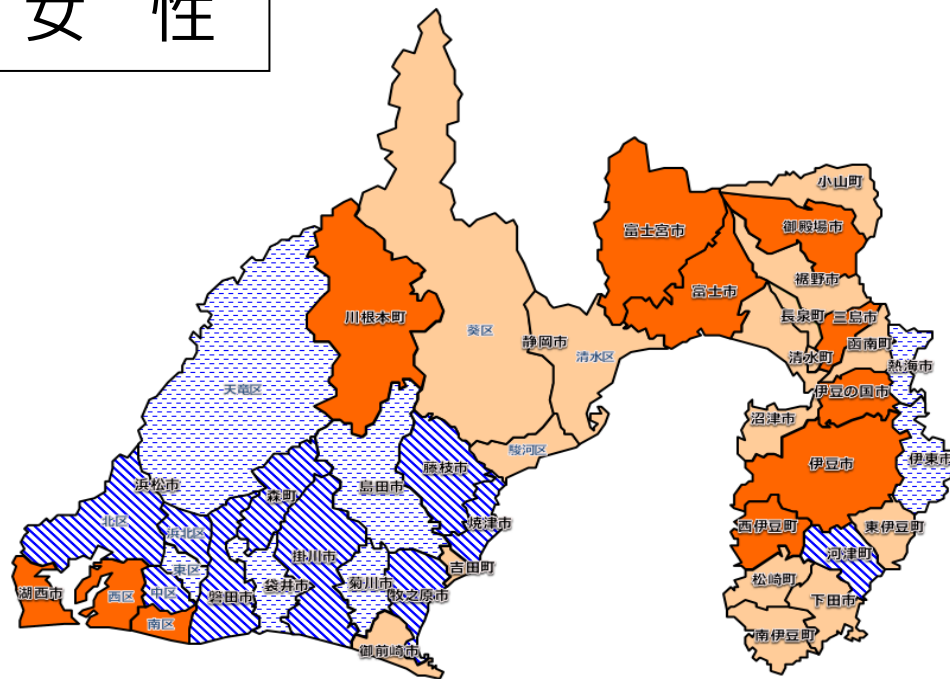 女 性
小山町
御殿場市
富士宮市
裾野市
富士市
長泉町
三島市
川根本町
葵区
静岡市
清水区
清水町
函南町
熱海市
天竜区
伊豆の国市
沼津市
駿河区
伊東市
伊豆市
藤枝市
浜松市
島田市
森町
北区
浜北区
焼津市
西伊豆町
東伊豆町
掛川市
河津町
東区
吉田町
湖西市
西区
中区
磐田市
袋井市
菊川市
牧之原市
松崎町
下田市
南区
南伊豆町
御前崎市